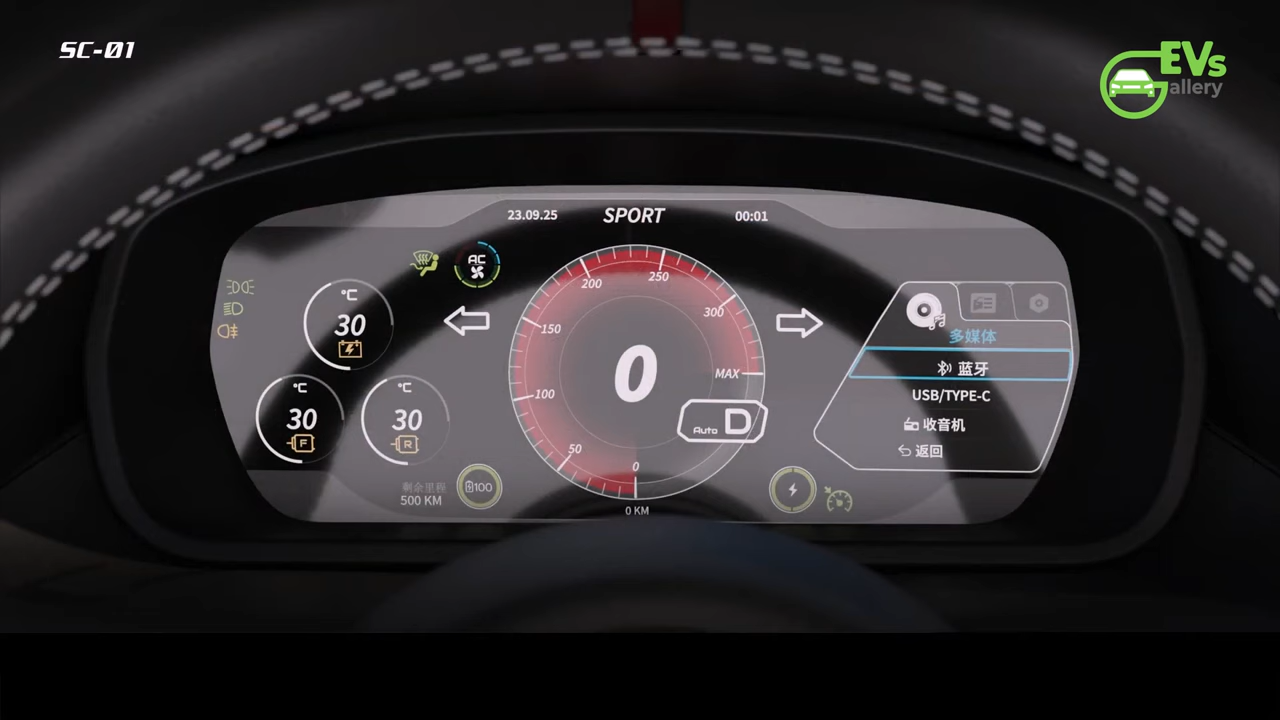 SC-01
EVs
Gallery
23.09.25
SPORT
00:01
AC
°C
30
°C
30
F
°C
30
R
剩余里程
500 KM
100
0
50
100
150
200
250
300
MAX
0
Auto D
0 KM
多媒体
蓝牙
USB/TYPE-C
收音机
返回